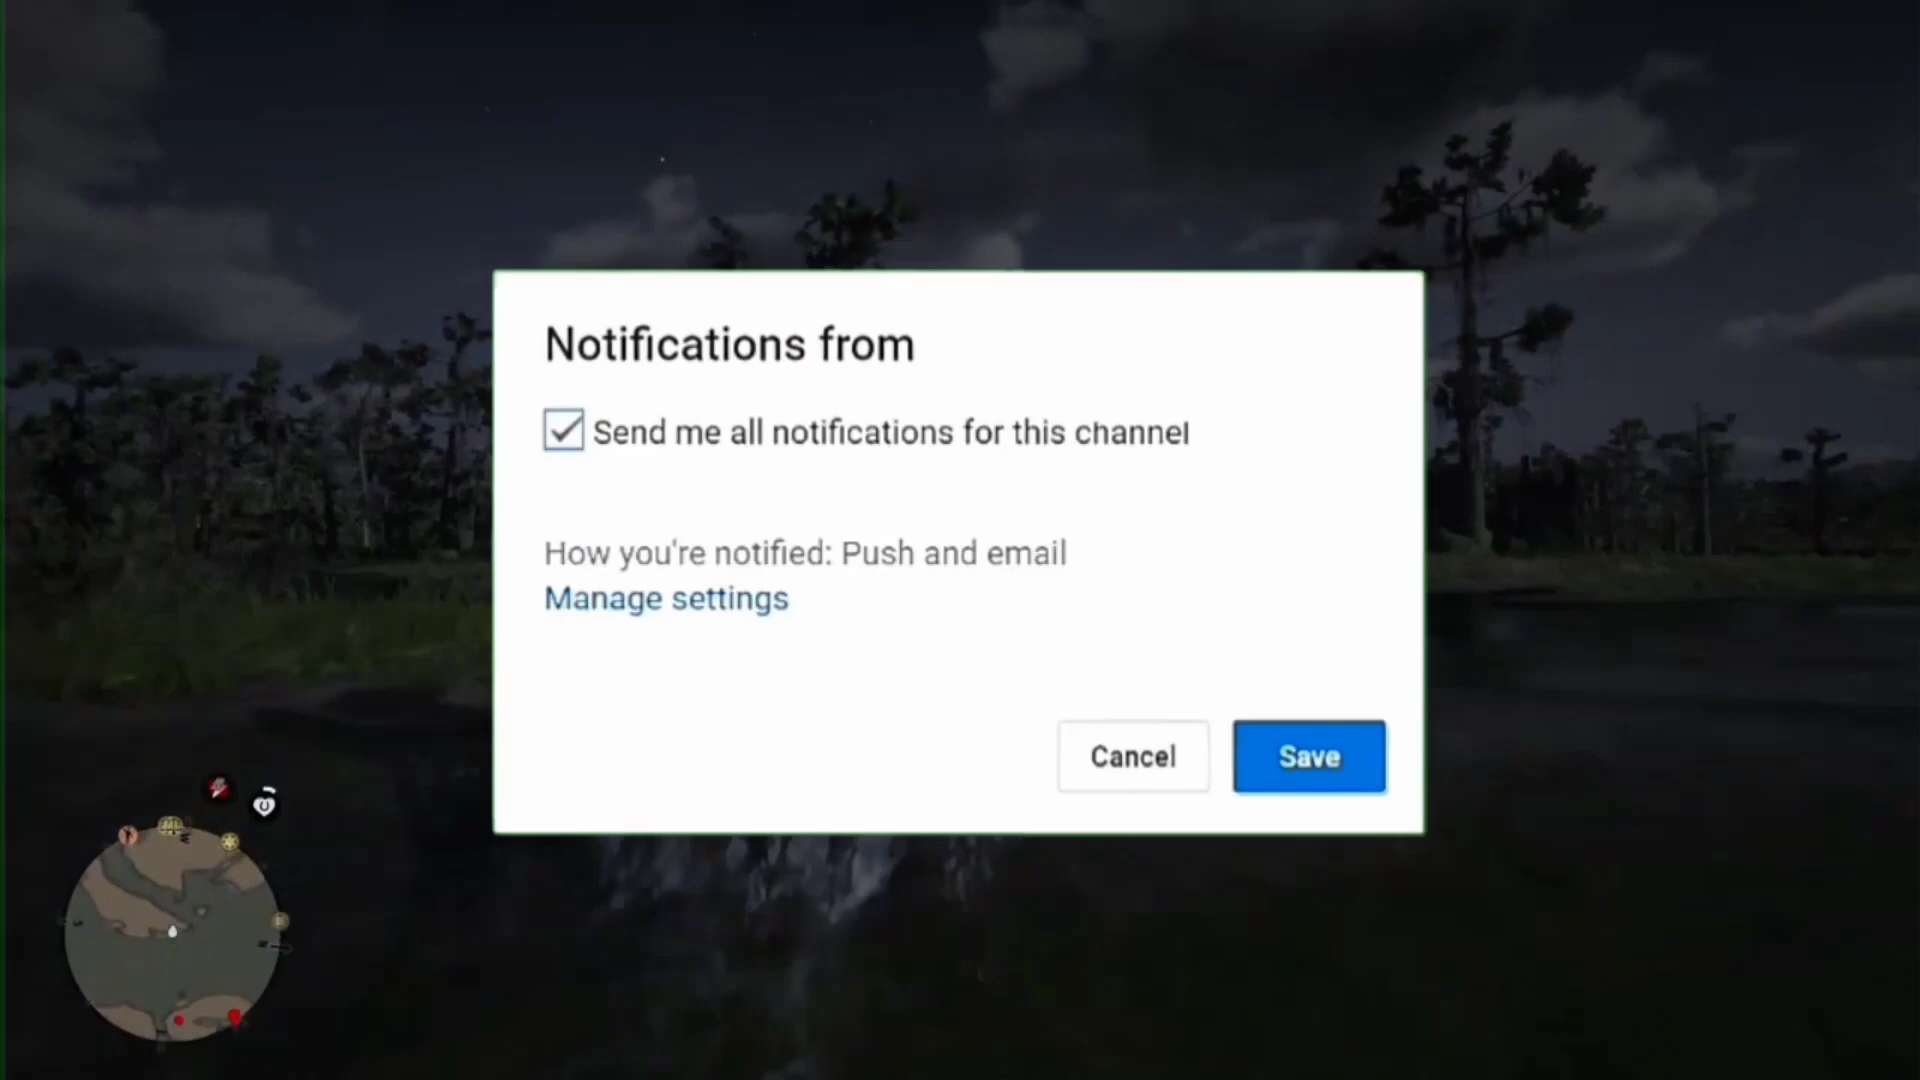 Notifications from
Send me all notifications for this channel
How you're notified: Push and email
Manage settings
Cancel
Save